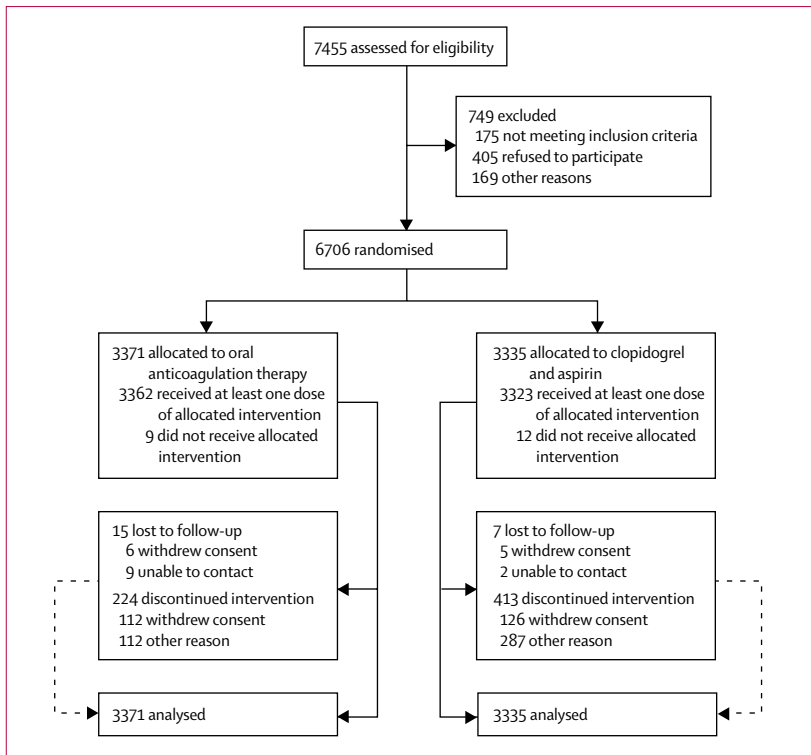 7455 assessed for eligibility
749 excluded
175 not meeting inclusion criteria
405 refused to participate
169 other reasons
6706 randomised
3371 allocated to oral
anticoagulation therapy
3362 received at least one dose
of allocated intervention
9 did not receive allocated
intervention
3335 allocated to clopidogrel
and aspirin
3323 received at least one dose
of allocated intervention
12 did not receive allocated
intervention
15 lost to follow-up
6 withdrew consent
9 unable to contact
224 discontinued intervention
112 withdrew consent
112 other reason
7 lost to follow-up
5 withdrew consent
2 unable to contact
413 discontinued intervention
126 withdrew consent
287 other reason
3371 analysed
3335 analysed